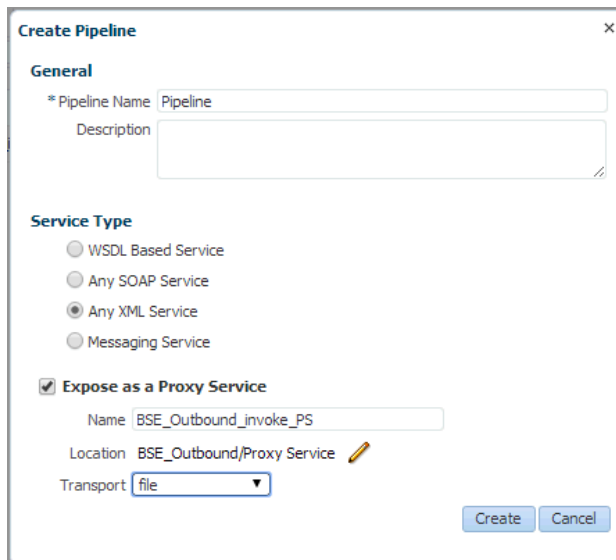 Create Pipeline
General
* Pipeline Name Pipeline
Description
Service Type
WSDL Based Service
Any SOAP Service
Any XML Service
Messaging Service
Expose as a Proxy Service
Name BSE_Outbound_invoke_PS
Location BSE_Outbound/Proxy Service
Transport file
Create Cancel